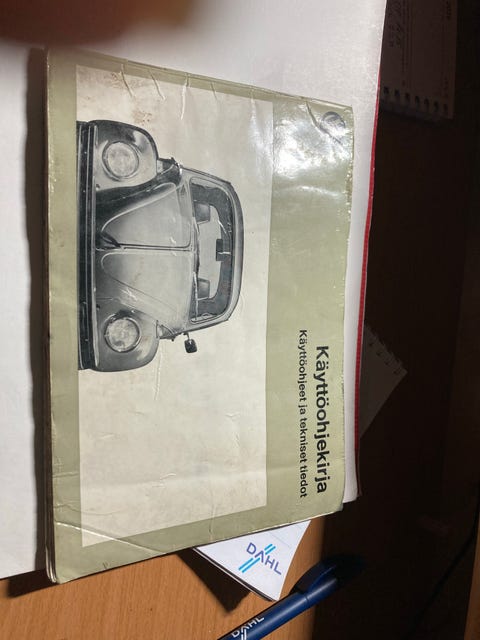 Käyttöohjekirja
Käyttöohjeet ja tekniset tiedot
DAHL
DAHL